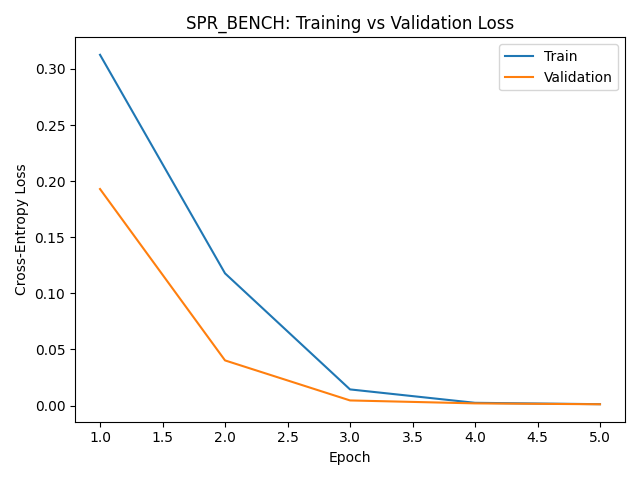 SPR_BENCH: Training vs Validation Loss
Train
Validation
Cross-Entropy Loss
0.30
0.25
0.20
0.15
0.10
0.05
0.00
1.0 1.5 2.0 2.5 3.0 3.5 4.0 4.5 5.0
Epoch